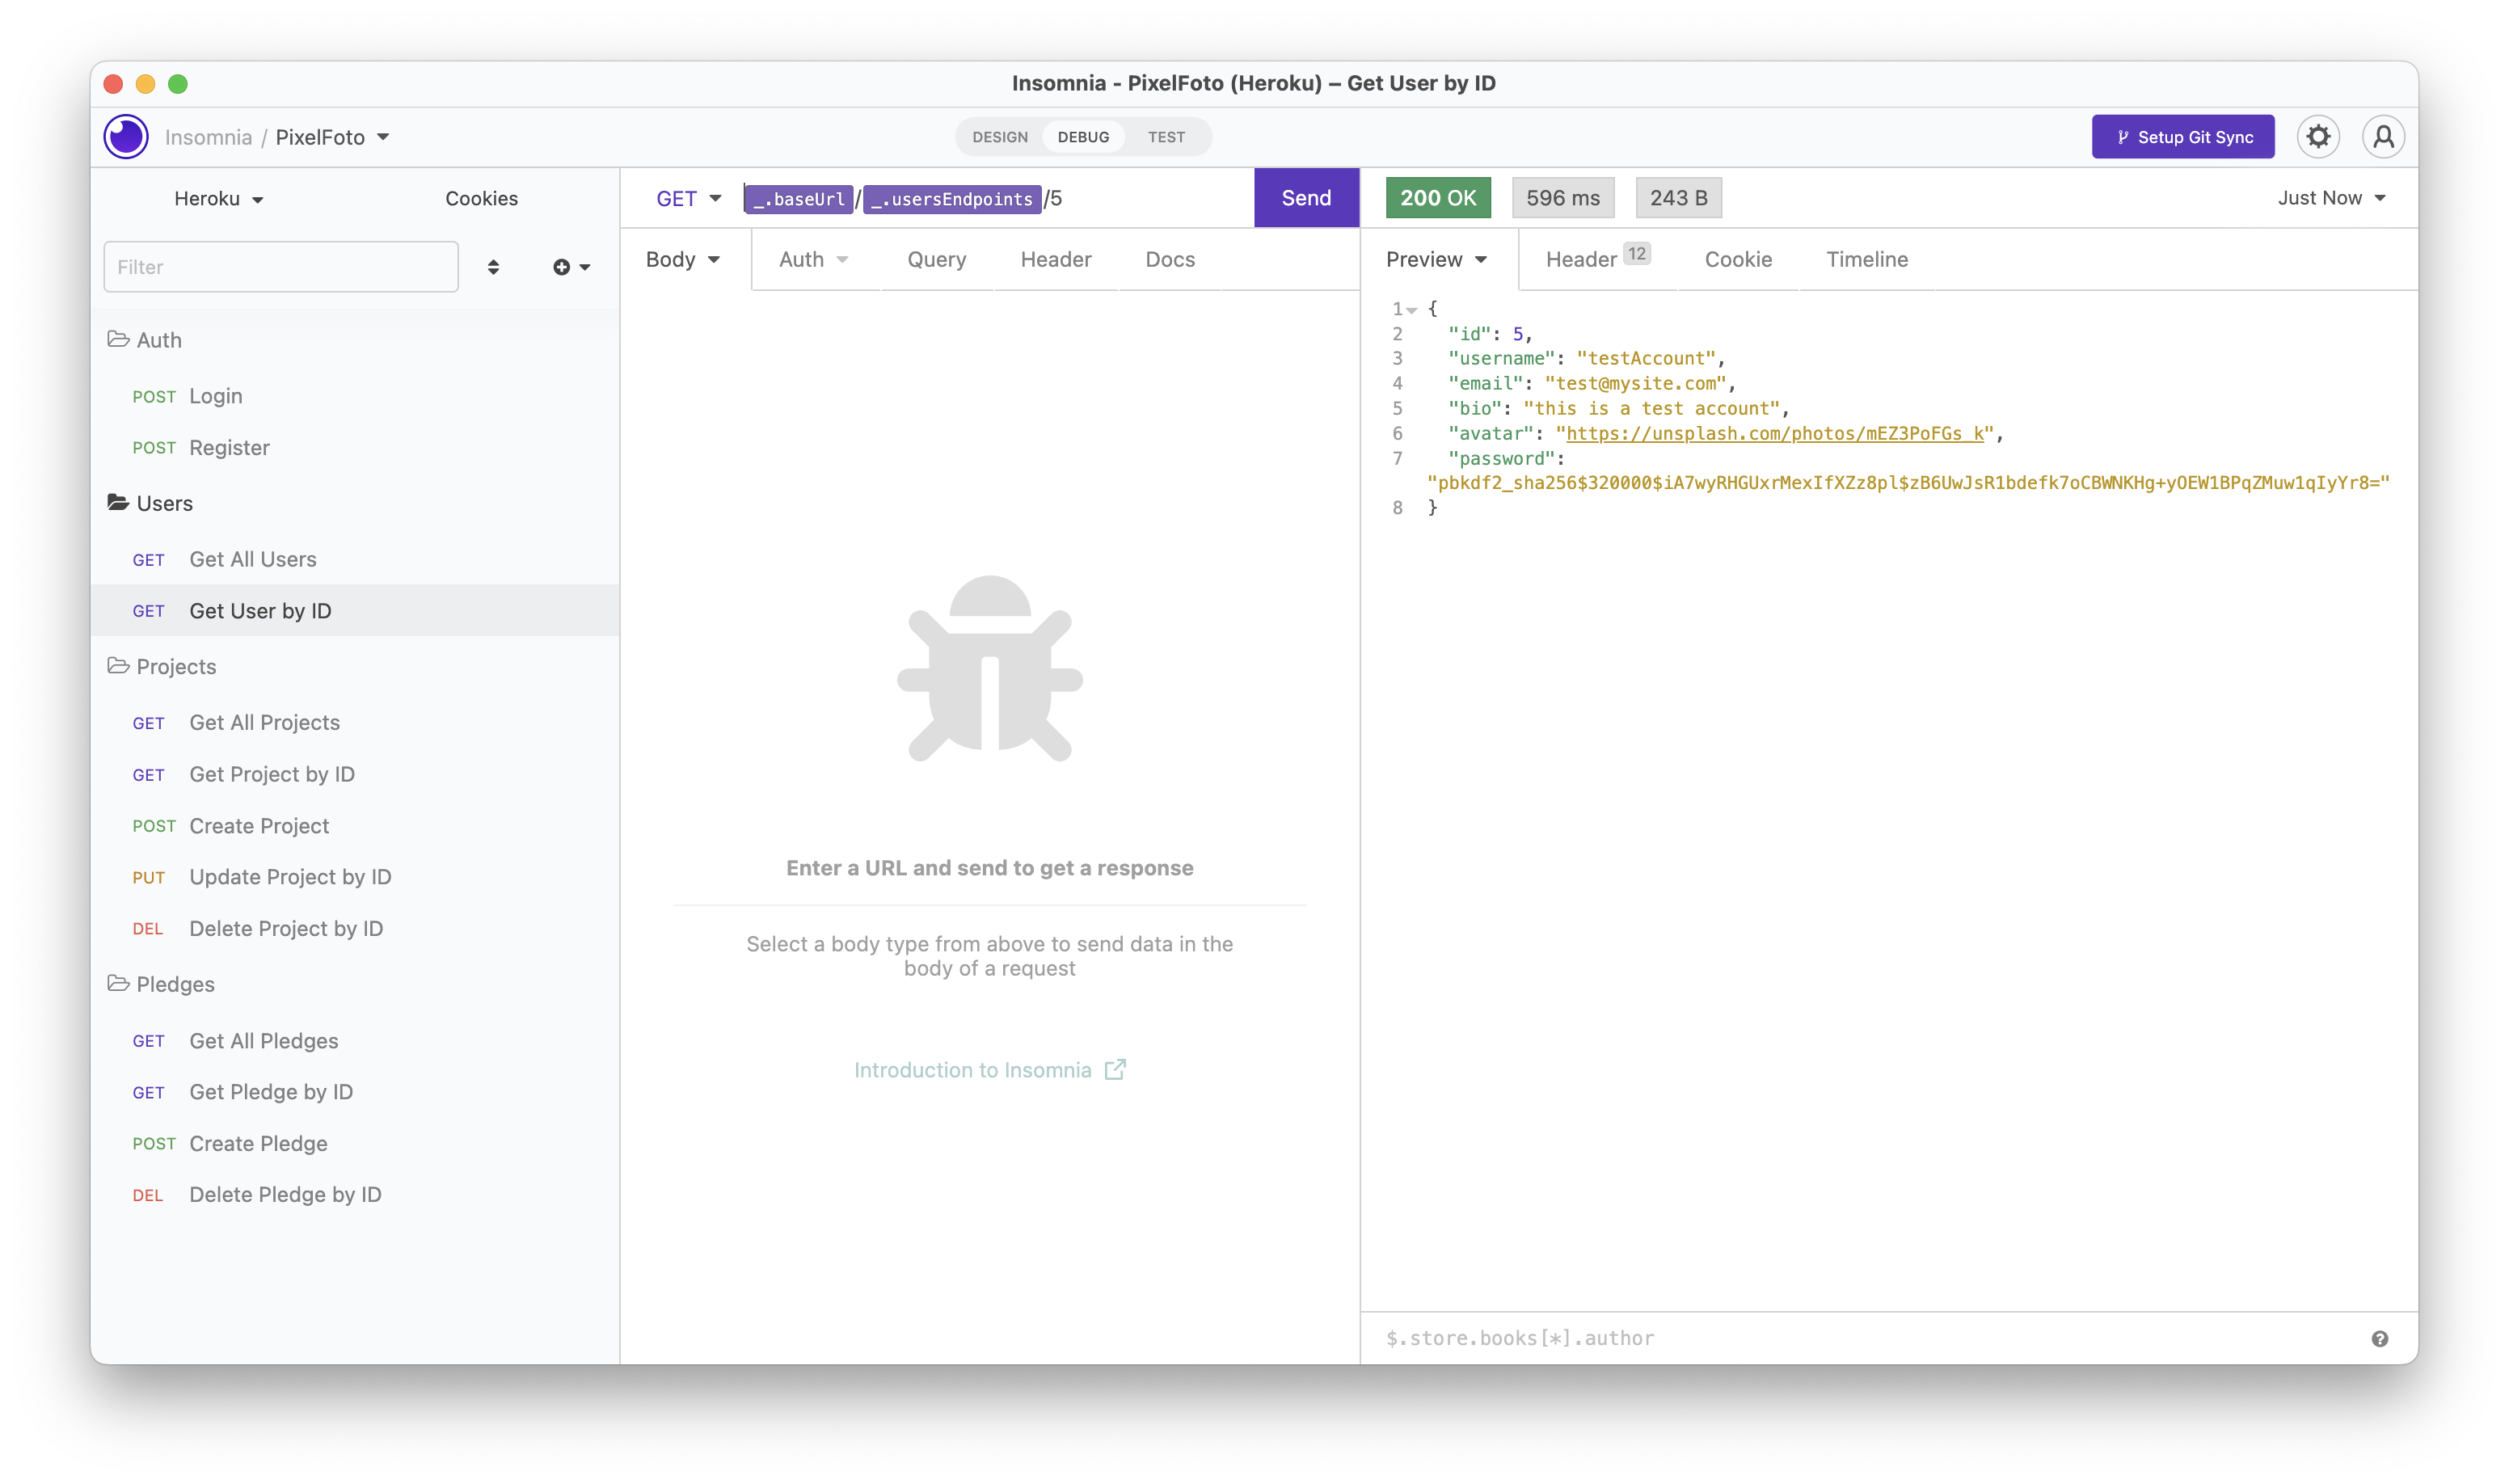 Insomnia - PixelFoto (Heroku) – Get User by ID
Insomnia / PixelFoto
DESIGN DEBUG TEST
Setup Git Sync
Heroku Cookies
Filter
Auth
POST Login
POST Register
Users
GET Get All Users
GET Get User by ID
Projects
GET Get All Projects
GET Get Project by ID
POST Create Project
PUT Update Project by ID
DEL Delete Project by ID
Pledges
GET Get All Pledges
GET Get Pledge by ID
POST Create Pledge
DEL Delete Pledge by ID
GET _.baseUrl/_.usersEndpoints/5 Send
Body Auth Query Header Docs
Enter a URL and send to get a response
Select a body type from above to send data in the
body of a request
Introduction to Insomnia
200 OK 596 ms 243 B Just Now
Preview Header 12 Cookie Timeline
1 {
2 "id": 5,
3 "username": "testAccount",
4 "email": "test@mysite.com",
5 "bio": "this is a test account",
6 "avatar": "https://unsplash.com/photos/mEZ3PoFGs_k",
7 "password":
"pbkdf2_sha256$320000$iA7wyRHGUxrMexIfXZz8pl$zB6UwJsR1bdefk7oCBWNKHg+yOEW1BPqZMuw1qIyYr8="
8 }
$.store.books[*].author